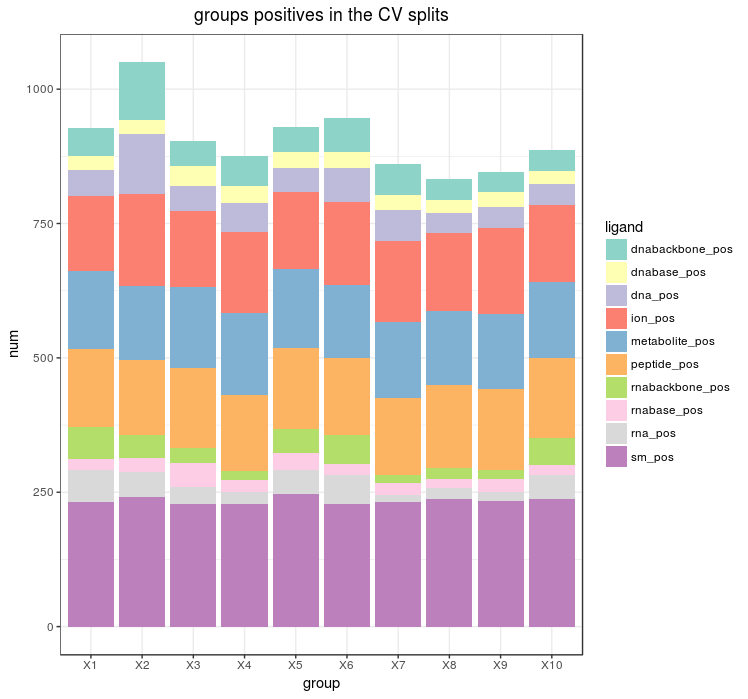 groups positives in the CV splits
num
1000
750
500
250
0
X1 X2 X3 X4 X5 X6 X7 X8 X9 X10
group
ligand
dnabackbone_pos
dnabase_pos
dna_pos
ion_pos
metabolite_pos
peptide_pos
rnabackbone_pos
rnabase_pos
rna_pos
sm_pos